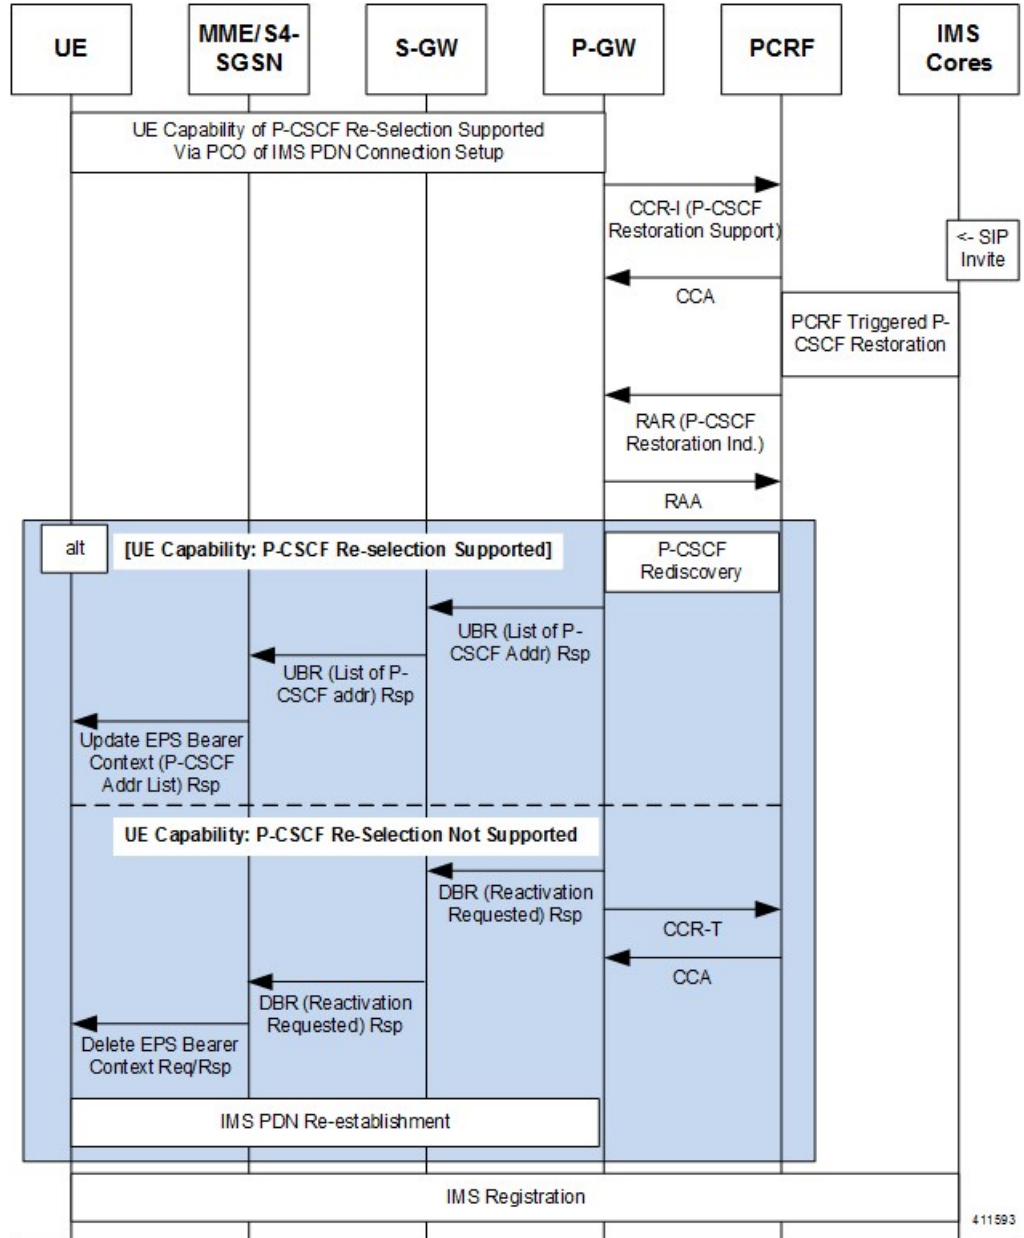 UE
MME/S4-
SGSN
S-GW
P-GW
PCRF
IMS
Cores
UE Capability of P-CSCF Re-Selection Supported
Via PCO of IMS PDN Connection Setup
CCR-I (P-CSCF
Restoration Support)
<- SIP
Invite
CCA
PCRF Triggered P-
CSCF Restoration
RAR (P-CSCF
Restoration Ind.)
RAA
alt
[UE Capability: P-CSCF Re-selection Supported]
P-CSCF
Rediscovery
UBR (List of P-
CSCF Addr) Rsp
UBR (List of P-
CSCF addr) Rsp
Update EPS Bearer
Context (P-CSCF
Addr List) Rsp
UE Capability: P-CSCF Re-Selection Not Supported
DBR (Reactivation
Requested) Rsp
CCR-T
CCA
DBR (Reactivation
Requested) Rsp
Delete EPS Bearer
Context Req/Rsp
IMS PDN Re-establishment
IMS Registration
411593